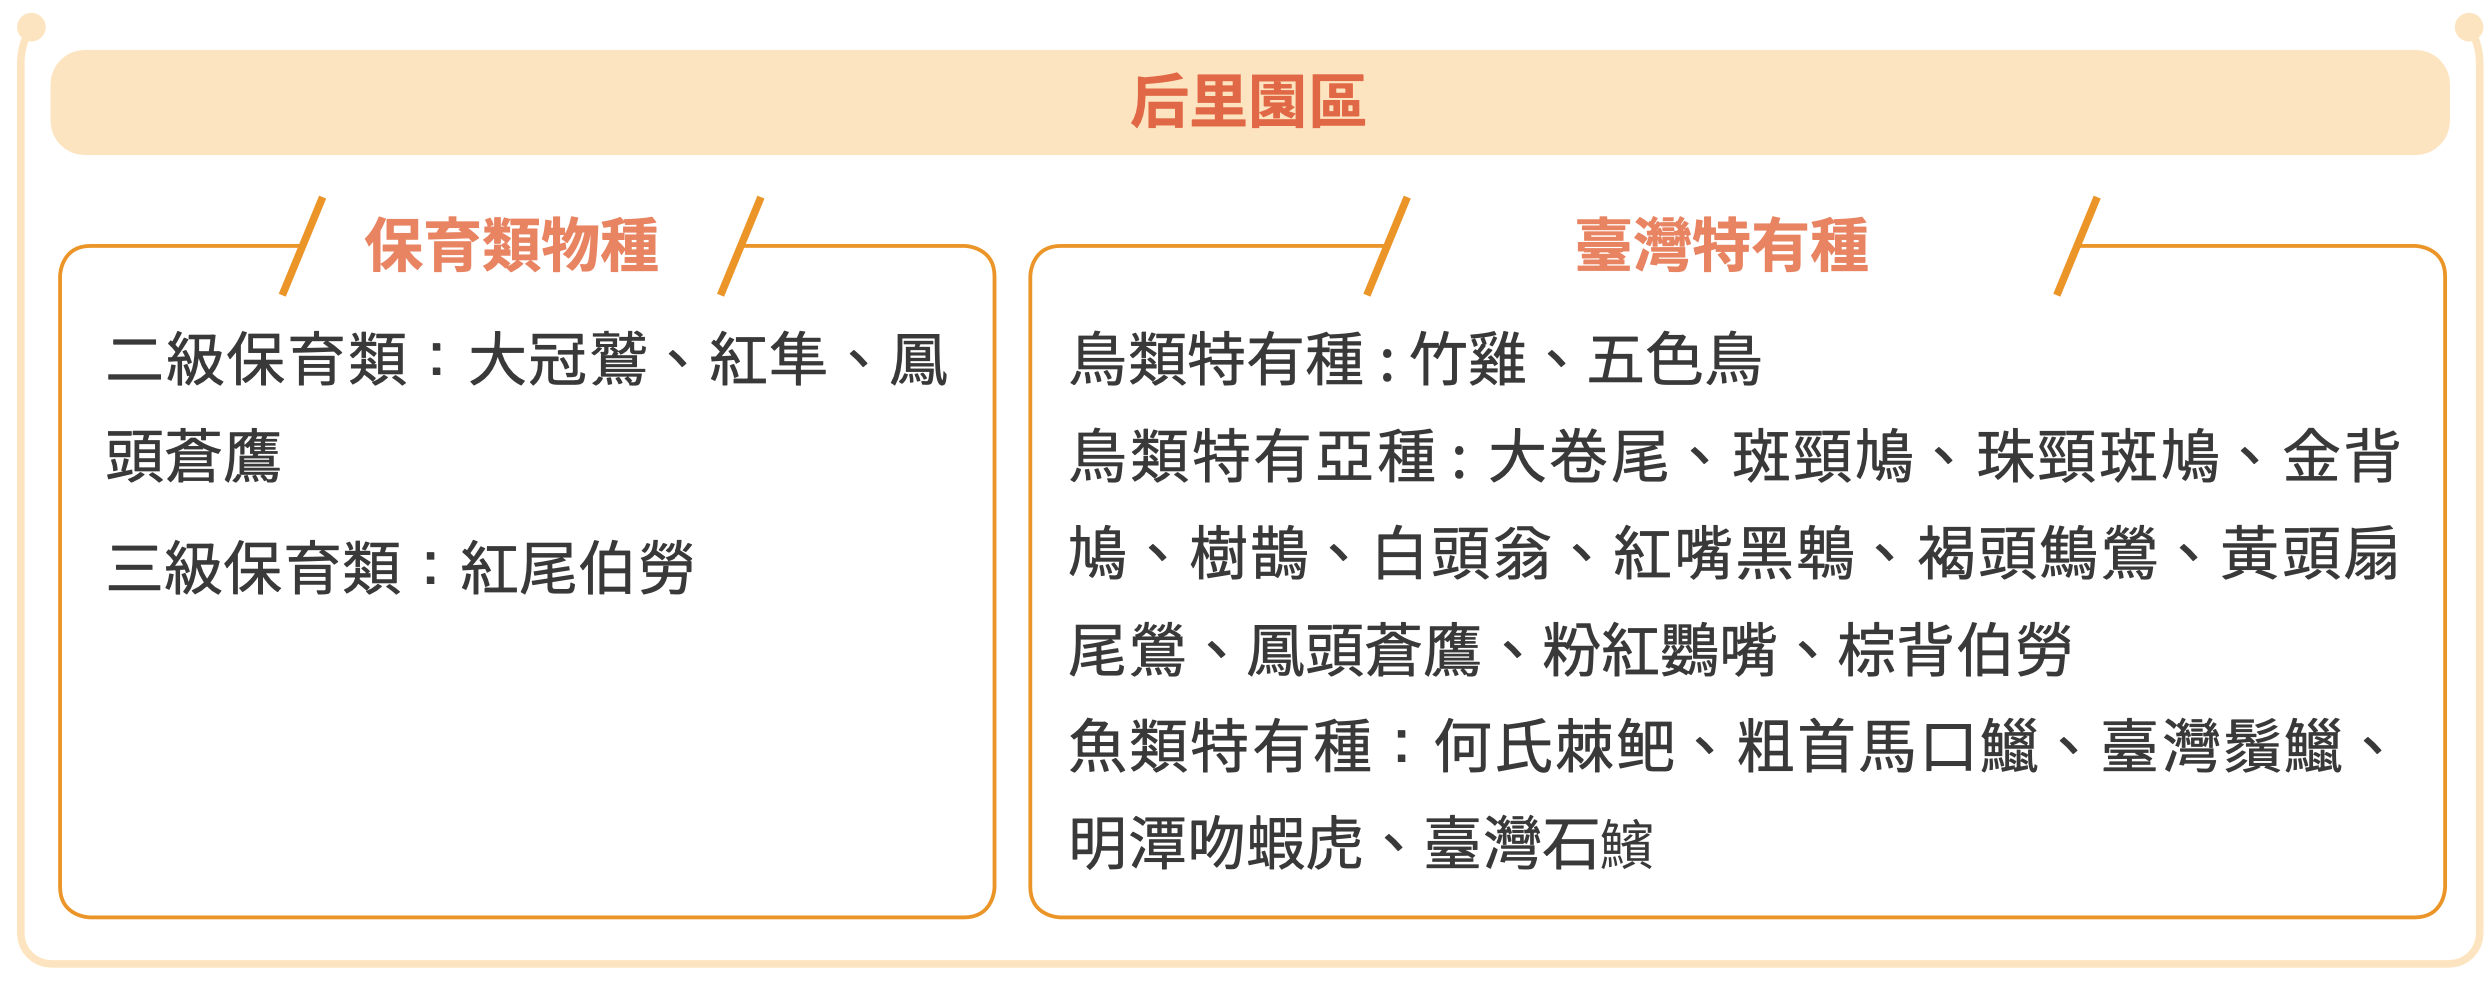 后里園區
保育類物種
二級保育類：大冠鷲、紅隼、鳳
頭蒼鷹
三級保育類：紅尾伯勞
臺灣特有種
鳥類特有種：竹雞、五色鳥
鳥類特有亞種：大卷尾、斑頸鳩、珠頸斑鳩、金背
鳩、樹鵲、白頭翁、紅嘴黑鵯、褐頭鷦鶯、黃頭扇
尾鶯、鳳頭蒼鷹、粉紅鸚嘴、棕背伯勞
魚類特有種：何氏棘䰾、粗首馬口鱲、臺灣鬚鱲、
明潭吻蝦虎、臺灣石𩼧